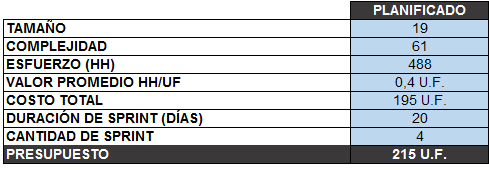 PLANIFICADO
TAMAÑO 19
COMPLEJIDAD 61
ESFUERZO (HH) 488
VALOR PROMEDIO HH/UF 0,4 U.F.
COSTO TOTAL 195 U.F.
DURACIÓN DE SPRINT (DÍAS) 20
CANTIDAD DE SPRINT 4
PRESUPUESTO 215 U.F.